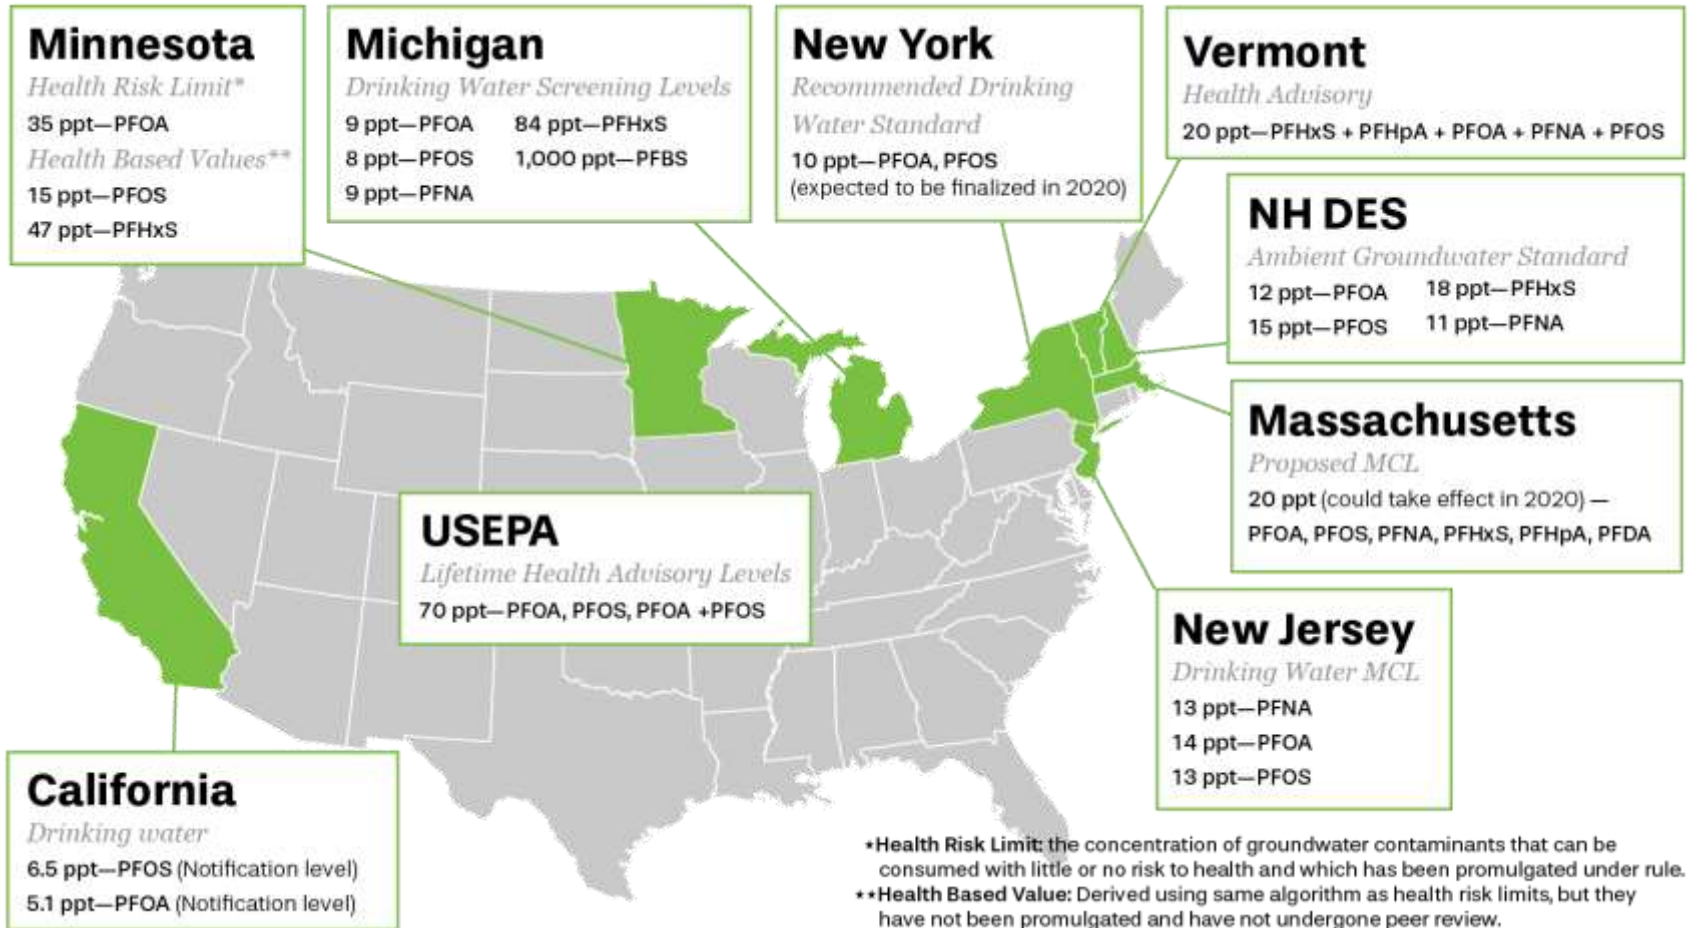 Minnesota
Health Risk Limit*
35 ppt—PFOA
Health Based Values**
15 ppt—PFOS
47 ppt—PFHxS
Michigan
Drinking Water Screening Levels
9 ppt—PFOA
8 ppt—PFOS
9 ppt—PFNA
84 ppt—PFHxS
1,000 ppt—PFBS
New York
Recommended Drinking
Water Standard
10 ppt—PFOA, PFOS
(expected to be finalized in 2020)
Vermont
Health Advisory
20 ppt—PFHxS + PFHpA + PFOA + PFNA + PFOS
NH DES
Ambient Groundwater Standard
12 ppt—PFOA
15 ppt—PFOS
18 ppt—PFHxS
11 ppt—PFNA
Massachusetts
Proposed MCL
20 ppt (could take effect in 2020) —
PFOA, PFOS, PFNA, PFHxS, PFHpA, PFDA
USEPA
Lifetime Health Advisory Levels
70 ppt—PFOA, PFOS, PFOA +PFOS
New Jersey
Drinking Water MCL
13 ppt—PFNA
14 ppt—PFOA
13 ppt—PFOS
California
Drinking water
6.5 ppt—PFOS (Notification level)
5.1 ppt—PFOA (Notification level)
*Health Risk Limit: the concentration of groundwater contaminants that can be
consumed with little or no risk to health and which has been promulgated under rule.
**Health Based Value: Derived using same algorithm as health risk limits, but they
have not been promulgated and have not undergone peer review.